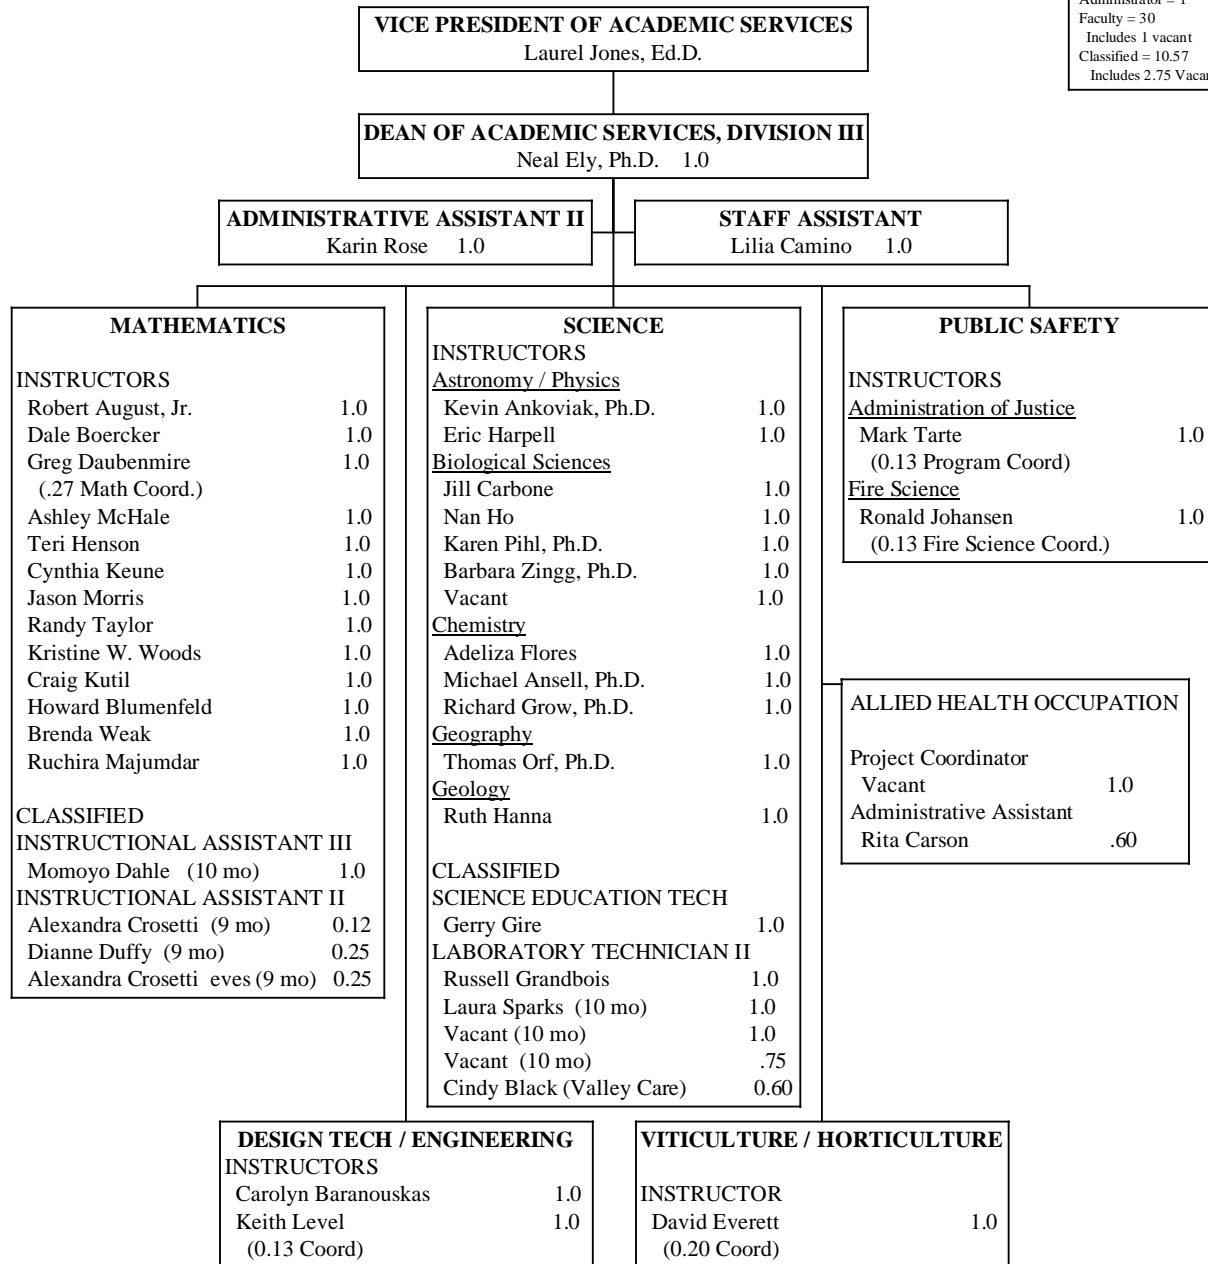 VICE PRESIDENT OF ACADEMIC SERVICES
Laurel Jones, Ed.D.
Administrator = 1
Faculty = 30
Includes 1 vacant
Classified = 10.57
Includes 2.75
DEAN OF ACADEMIC SERVICES, DIVISION III
Neal Ely, Ph.D. 1.0
ADMINISTRATIVE ASSISTANT II
Karin Rose 1.0
STAFF ASSISTANT
Lilia Camino 1.0
MATHEMATICS
INSTRUCTORS
Robert August, Jr. 1.0
Dale Boercker 1.0
Greg Daubenmire 1.0
(.27 Math Coord.)
Ashley McHale 1.0
Teri Henson 1.0
Cynthia Keune 1.0
Jason Morris 1.0
Randy Taylor 1.0
Kristine W. Woods 1.0
Craig Kutil 1.0
Howard Blumenfeld 1.0
Brenda Weak 1.0
Ruchira Majumdar 1.0
CLASSIFIED
INSTRUCTIONAL ASSISTANT III
Momoyo Dahle (10 mo) 1.0
INSTRUCTIONAL ASSISTANT II
Alexandra Crosetti (9 mo) 0.12
Dianne Duffy (9 mo) 0.25
Alexandra Crosetti eves (9 mo) 0.25
SCIENCE
INSTRUCTORS
Astronomy / Physics
Kevin Ankoviak, Ph.D. 1.0
Eric Harpell 1.0
Biological Sciences
Jill Carbone 1.0
Nan Ho 1.0
Karen Pihl, Ph.D. 1.0
Barbara Zingg, Ph.D. 1.0
Vacant 1.0
Chemistry
Adeliza Flores 1.0
Michael Ansell, Ph.D. 1.0
Richard Grow, Ph.D. 1.0
Geography
Thomas Orf, Ph.D. 1.0
Geology
Ruth Hanna 1.0
CLASSIFIED
SCIENCE EDUCATION TECH
Gerry Gire 1.0
LABORATORY TECHNICIAN II
Russell Grandbois 1.0
Laura Sparks (10 mo) 1.0
Vacant (10 mo) 1.0
Vacant (10 mo) .75
Cindy Black (Valley Care) 0.60
PUBLIC SAFETY
INSTRUCTORS
Administration of Justice
Mark Tarte 1.0
(0.13 Program Coord)
Fire Science
Ronald Johansen 1.0
(0.13 Fire Science Coord.)
ALLIED HEALTH OCCUPATION
Project Coordinator
Vacant 1.0
Administrative Assistant
Rita Carson .60
DESIGN TECH / ENGINEERING
INSTRUCTORS
Carolyn Baranouskas 1.0
Keith Level 1.0
(0.13 Coord)
VITICULTURE / HORTICULTURE
INSTRUCTOR
David Everett 1.0
(0.20 Coord)